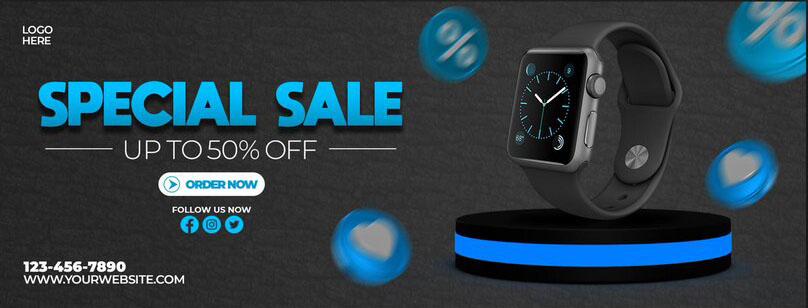 LOGO
HERE
SPECIAL SALE
UP TO 50% OFF
ORDER NOW
FOLLOW US NOW
123-456-7890
WWW.YOURWEBSITE.COM
%
%